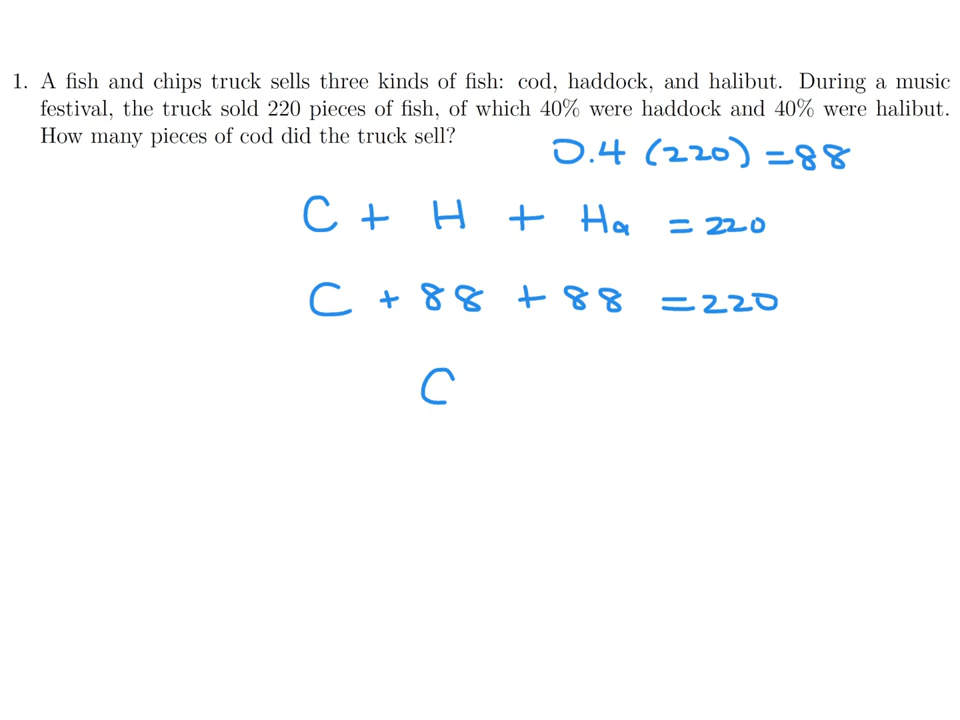 1. A fish and chips truck sells three kinds of fish: cod, haddock, and halibut. During a music
festival, the truck sold 220 pieces of fish, of which 40% were haddock and 40% were halibut.
How many pieces of cod did the truck sell?
0.4 (220) = 88
C + H + Ha = 220
C + 88 + 88 = 220
C